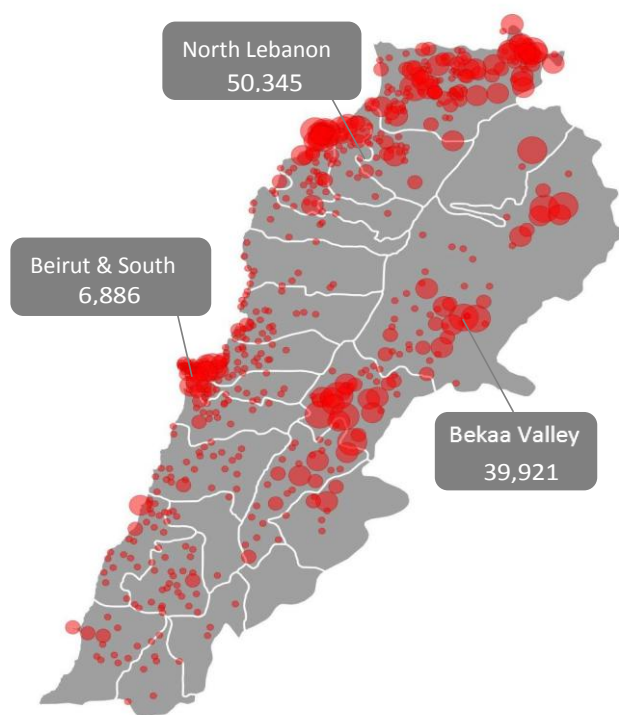 North Lebanon
50,345
Beirut & South
6,886
Bekaa Valley
39,921